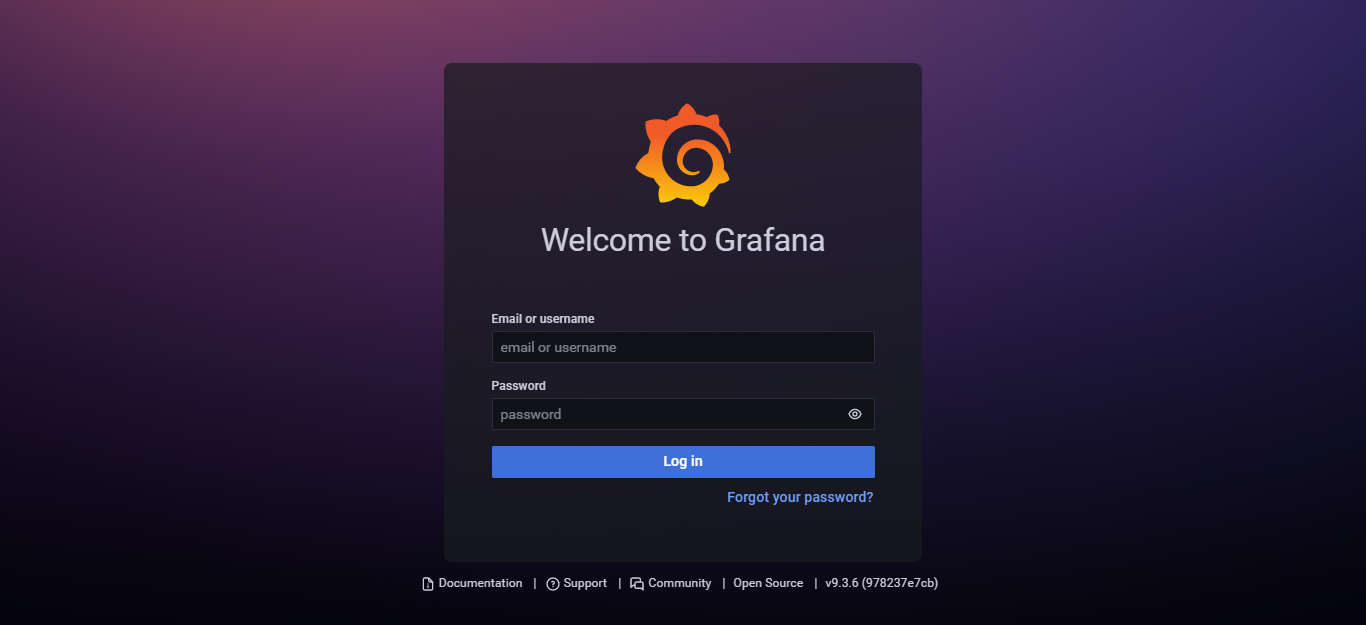 Welcome to Grafana
Email or username
email or username
Password
password
Log in
Forgot your password?
Documentation | Support | Community | Open Source | v9.3.6 (978237e7cb)